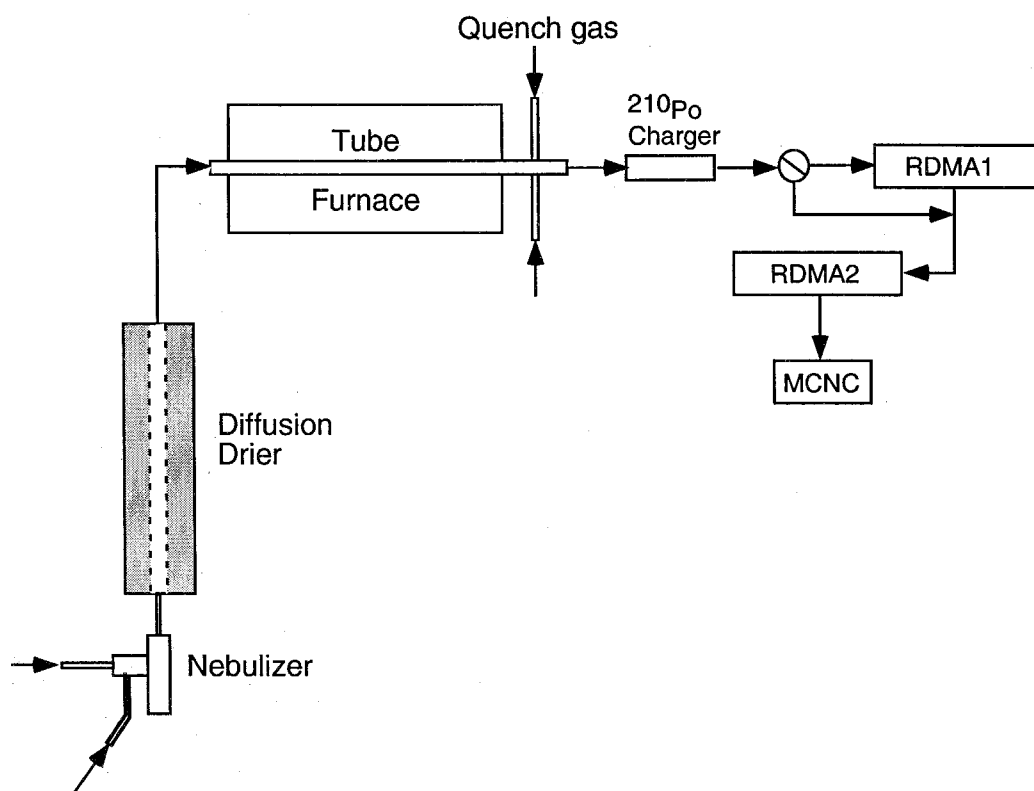 Quench gas
210Po
Charger
Tube
Furnace
RDMA1
RDMA2
MCNC
Diffusion
Drier
Nebulizer